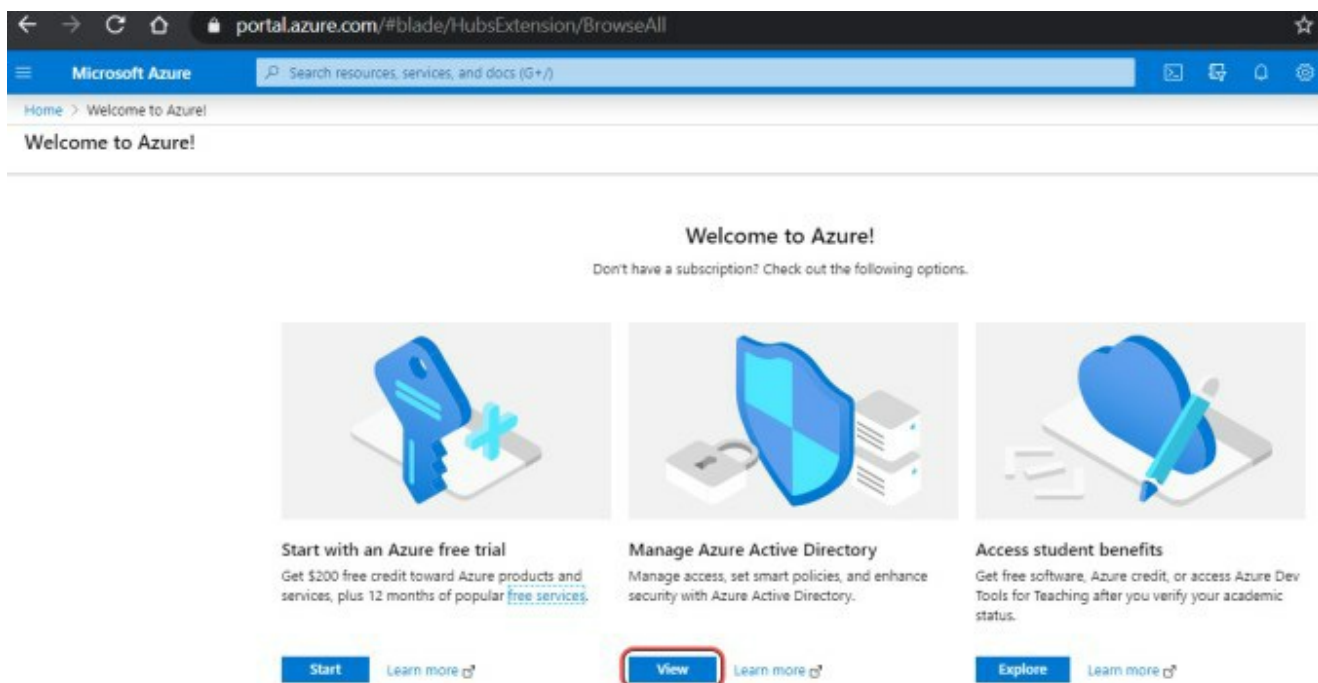 portal.azure.com/#blade/HubsExtension/BrowseAll
Microsoft Azure
Search resources, services, and docs (G+/)
Home > Welcome to Azure!
Welcome to Azure!
Welcome to Azure!
Don't have a subscription? Check out the following options.
Start with an Azure free trial
Get $200 free credit toward Azure products and
services, plus 12 months of popular free services.
Start Learn more
Manage Azure Active Directory
Manage access, set smart policies, and enhance
security with Azure Active Directory.
View Learn more
Access student benefits
Get free software, Azure credit, or access Azure Dev
Tools for Teaching after you verify your academic
status.
Explore Learn more